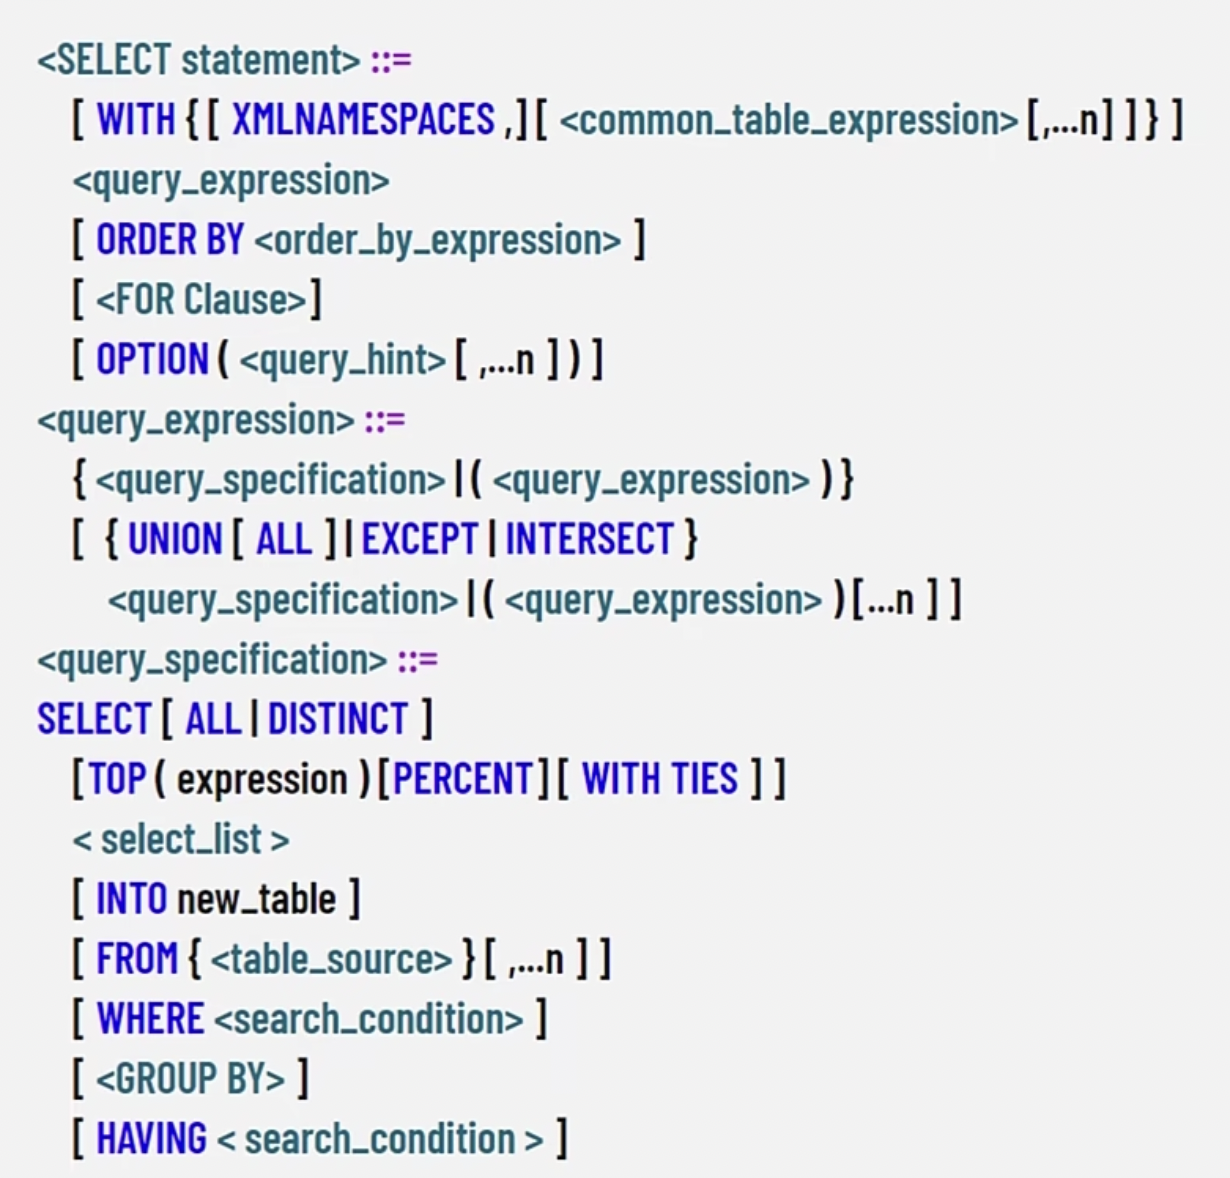 <SELECT statement> ::=
[ WITH { [ XMLNAMESPACES ,] [ <common_table_expression> [,...n] ] } ]
<query_expression>
[ ORDER BY <order_by_expression> ]
[ <FOR Clause>]
[ OPTION ( <query_hint> [ ,...n ] ) ]
<query_expression> ::=
{ <query_specification> | ( <query_expression> ) }
[ { UNION [ ALL ] | EXCEPT | INTERSECT }
<query_specification> | ( <query_expression> ) [...n ] ]
<query_specification> ::=
SELECT [ ALL | DISTINCT ]
[TOP ( expression ) [PERCENT] [ WITH TIES ] ]
< select_list >
[ INTO new_table ]
[ FROM { <table_source> } [ ,...n ] ]
[ WHERE <search_condition> ]
[ <GROUP BY> ]
[ HAVING < search_condition > ]